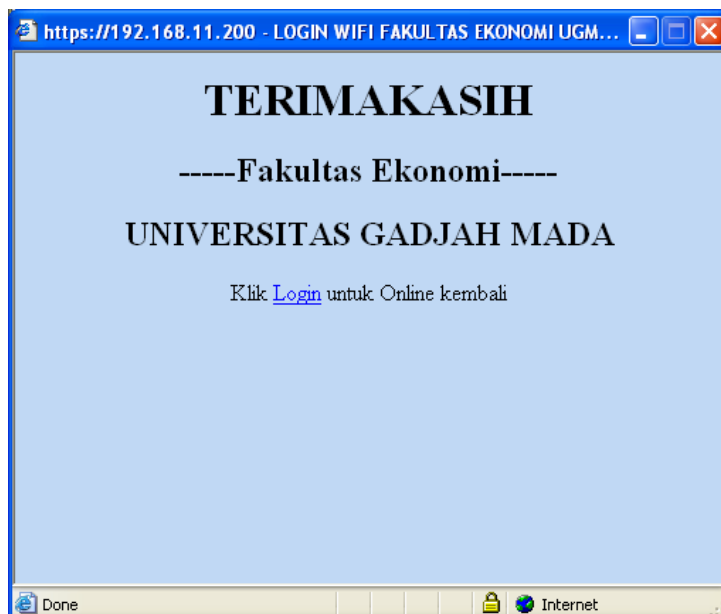 https://192.168.11.200 - LOGIN WIFI FAKULTAS EKONOMI UGM...
TERIMAKASIH
-----Fakultas Ekonomi-----
UNIVERSITAS GADJAH MADA
Klik Login untuk Online kembali
Done
Internet